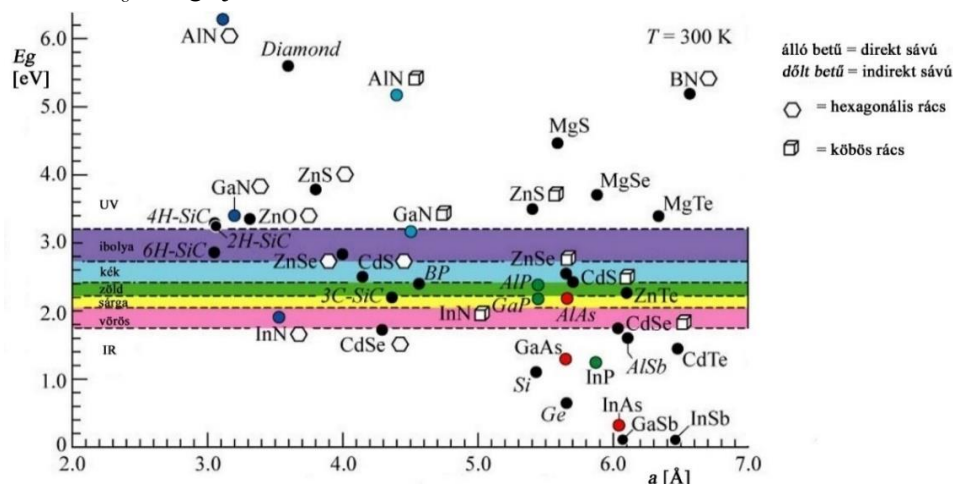 6.0
AlN
Diamond
T = 300 K
Eg
[eV]
AlN
BN
5.0
MgS
4.0
ZnS
MgSe
GaN
ZnS
MgTe
UV
4H-SiC
ZnO
GaN
3.0
ibolya
6H-SiC
2H-SiC
ZnSe
CdS
ZnSe
kék
BP
AlP
CdS
zöld
3C-SiC
GaP
AlAs
ZnTe
sárga
2.0
vörös
InN
CdSe
InN
CdSe
IR
GaAs
InP
AlSb
CdTe
Si
1.0
Ge
InAs
GaSb
InSb
0
2.0
3.0
4.0
5.0
6.0
7.0
a [Å]
álló betű = direkt sávú
dőlt betű = indirekt sávú
= hexagonális rács
= köbös rács